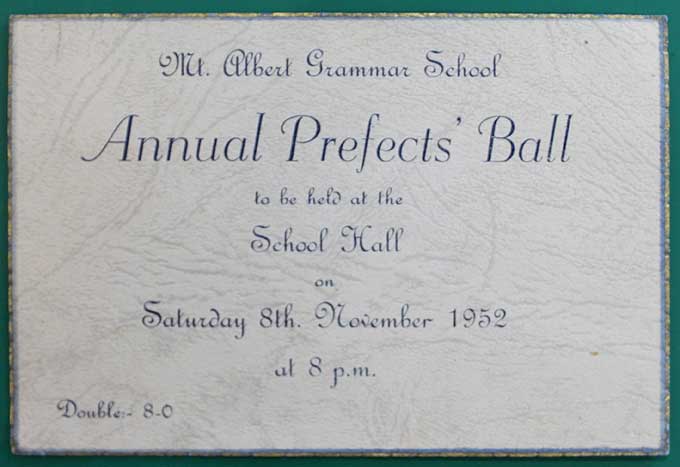 Mt. Albert Grammar School
Annual Prefects' Ball
to be held at the
School Hall
on
Saturday 8th. November 1952
at 8 p.m.
Double:- 8-0